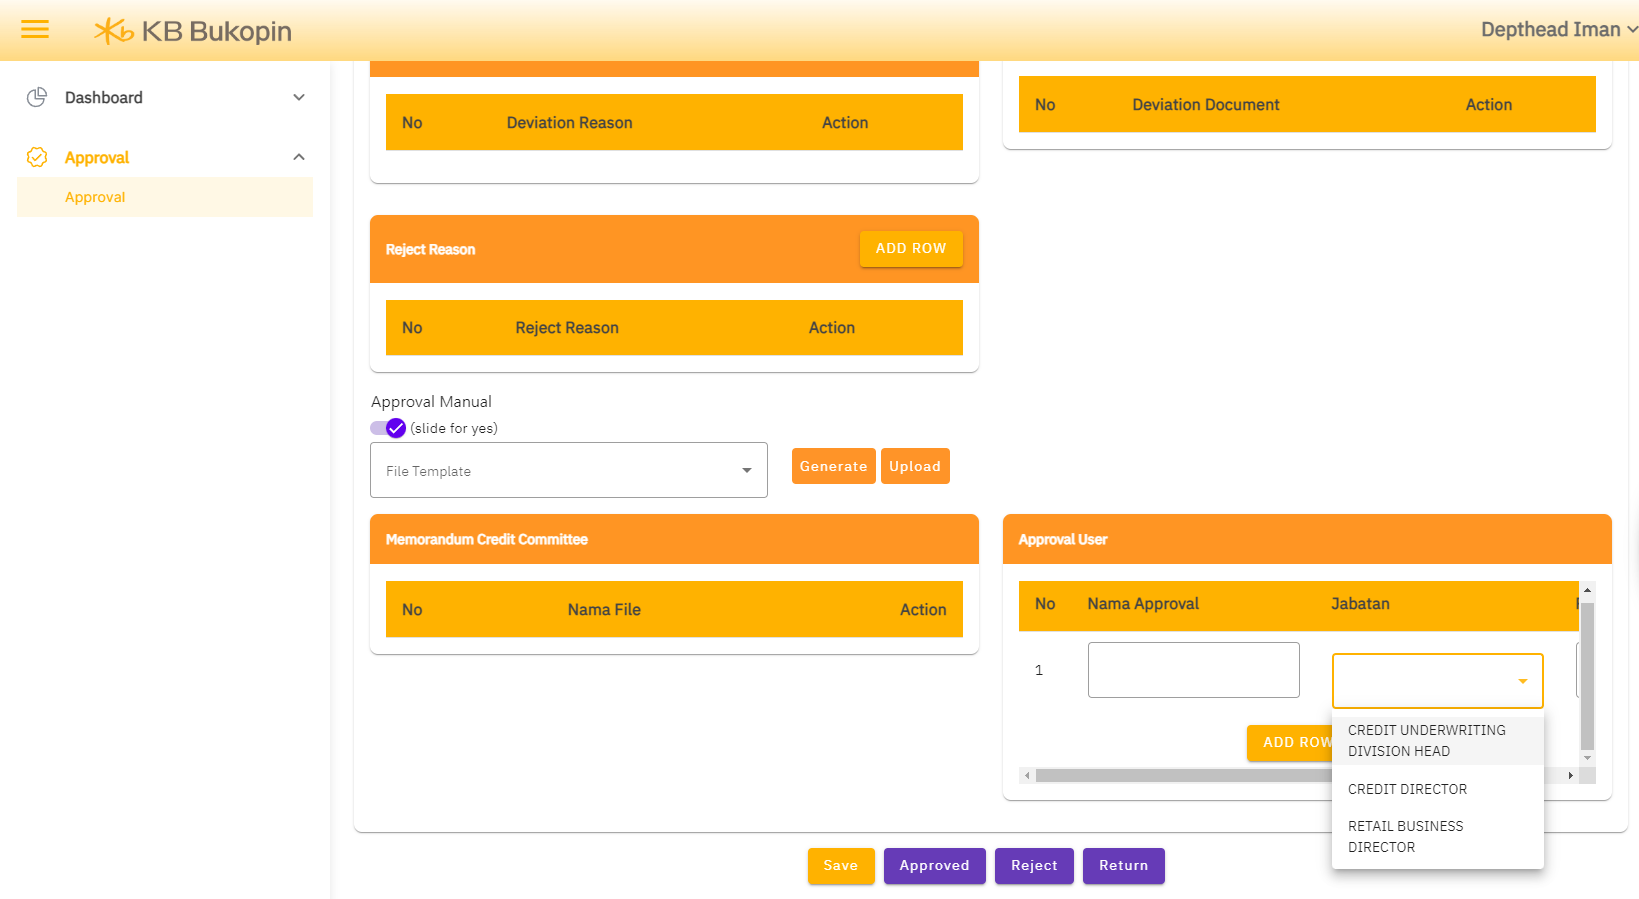 KB Bukopin
Depthead Iman
Dashboard
Approval
Approval
No Deviation Reason Action
No Deviation Document Action
Reject Reason
ADD ROW
No Reject Reason Action
Approval Manual
(slide for yes)
File Template
Generate
Upload
Memorandum Credit Committee
No Nama File Action
Approval User
No Nama Approval Jabatan
1
ADD ROW
CREDIT UNDERWRITING
DIVISION HEAD
CREDIT DIRECTOR
RETAIL BUSINESS
DIRECTOR
Save
Approved
Reject
Return